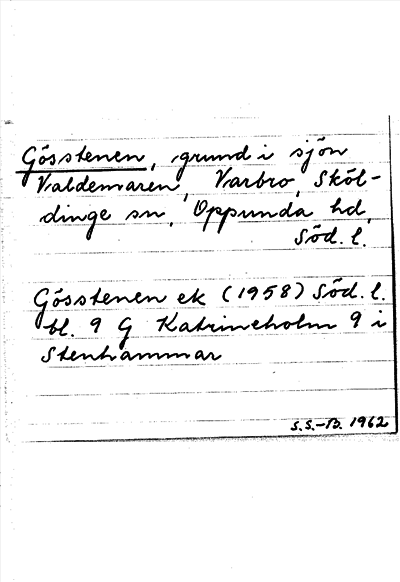 Gösstenen, grund i sjön
Valdemaren, Varbro, Sköl-
dinge sn, Oppunda hd,
Söd. l.
Gösstenen ek (1958) Söd. l.
bl. 9 G Katrineholm 9 i
Stenhammar
S.S.-B. 1962